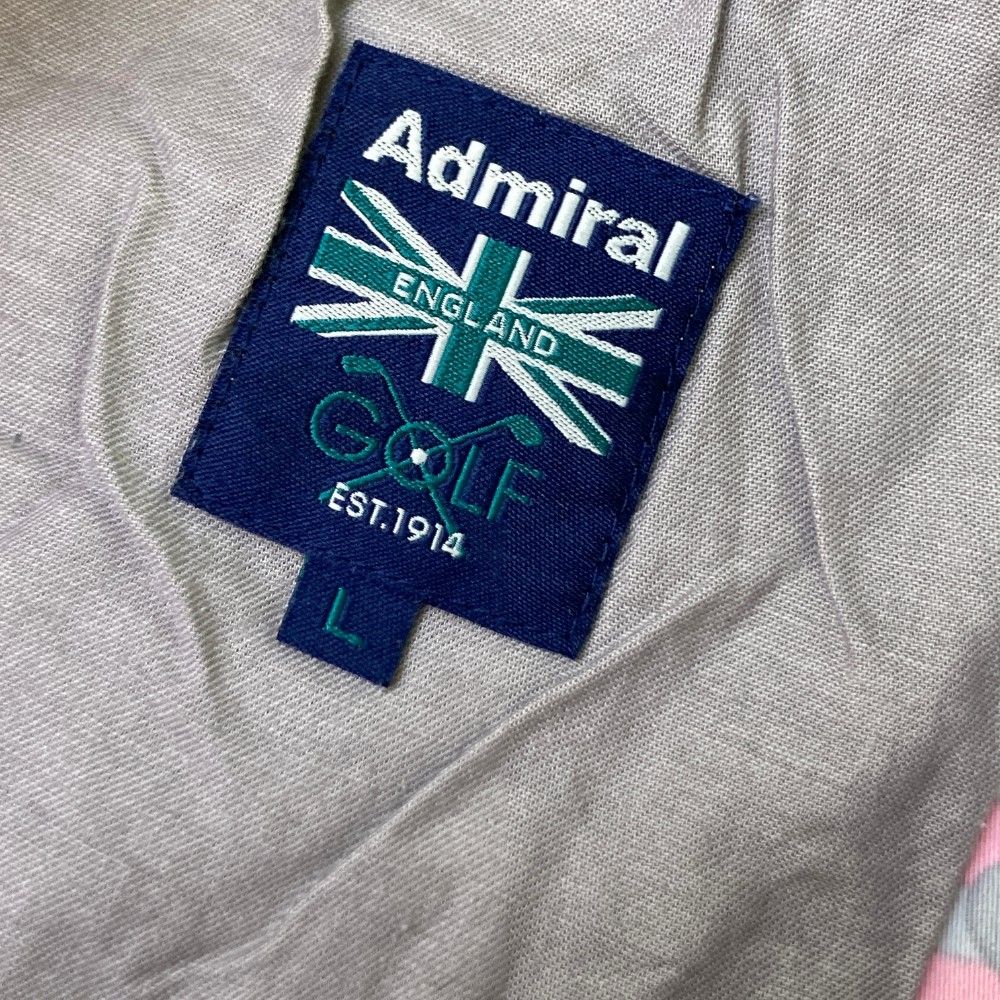 Admiral
ENGLAND
GOLF
EST.1914
L